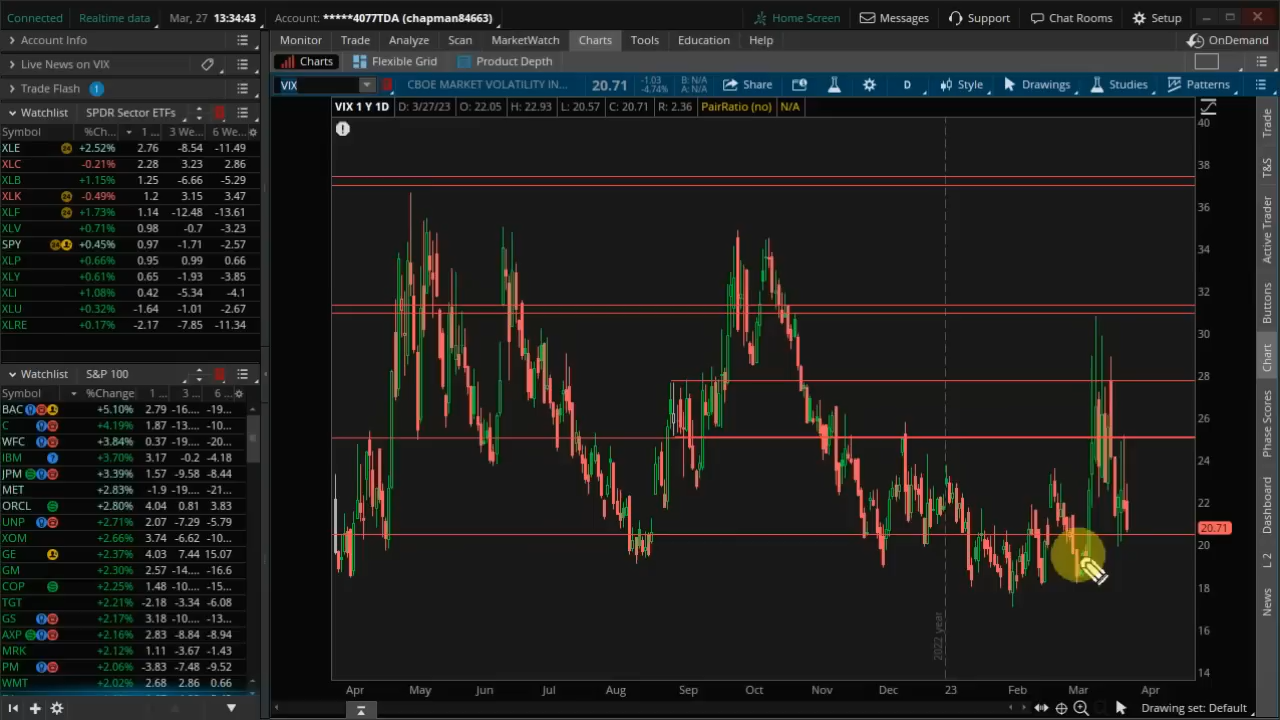 Connected Realtime data Mar, 27 13:34:43 Account: *****4077TDA (chapman84663) Home Screen Messages Support Chat Rooms Setup
Account Info
Live News on VIX
Trade Flash 1
Watchlist SPDR Sector ETFs
Symbol %Ch... 1 ... 3 We... 6 We...
XLE +2.52% 2.76 -8.54 -11.49
XLC -0.21% 2.28 3.23 2.86
XLB +1.15% 1.25 -6.66 -5.29
XLK -0.49% 1.2 3.15 3.47
XLF +1.73% 1.14 -12.48 -13.61
XLV +0.71% 0.98 -0.7 -3.23
SPY +0.45% 0.97 -1.71 -2.57
XLP +0.66% 0.95 0.99 0.66
XLY +0.61% 0.65 -1.93 -3.85
XLI +1.08% 0.42 -5.34 -4.1
XLU +0.32% -1.64 -1.01 -2.67
XLRE +0.17% -2.17 -7.85 -11.34
Watchlist S&P 100
Symbol %Change 1 ... 3 ... 6 ...
BAC +5.10% 2.79 -16.... -19...
C +4.19% 1.87 -13.... -10...
WFC +3.84% 0.37 -19.... -20...
IBM +3.70% 3.17 -0.2 -4.18
JPM +3.39% 1.57 -9.58 -8.44
MET +2.83% -1.9 -19.... -21...
ORCL +2.80% 4.04 0.81 3.83
UNP +2.71% 2.07 -7.29 -5.79
XOM +2.66% 3.74 -6.62 -10...
GE +2.37% 4.03 7.44 15.07
GM +2.30% 2.57 -14.... -16.6
COP +2.25% 1.48 -10.... -15...
TGT +2.21% -2.18 -3.34 -6.08
GS +2.17% 3.18 -10.... -13...
AXP +2.16% 2.83 -8.84 -8.94
MRK +2.12% 1.11 -3.67 -1.43
PM +2.06% -3.83 -7.48 -9.52
WMT +2.02% 2.68 2.86 0.66
Monitor Trade Analyze Scan MarketWatch Charts Tools Education Help OnDemand
Charts Flexible Grid Product Depth
VIX CBOE MARKET VOLATILITY IN... 20.71 -1.03 -4.74% B: N/A A: N/A Share D Style Drawings Studies Patterns
VIX 1 Y 1D D: 3/27/23 O: 22.05 H: 22.93 L: 20.57 C: 20.71 R: 2.36 PairRatio (no) N/A
40
38
36
34
32
30
28
26
24
22
20.71
20
18
16
14
2022 year
Apr May Jun Jul Aug Sep Oct Nov Dec 23 Feb Mar Apr
Drawing set: Default
Trade
T&S
Active Trader
Buttons
Chart
Phase Scores
Dashboard
L 2
News